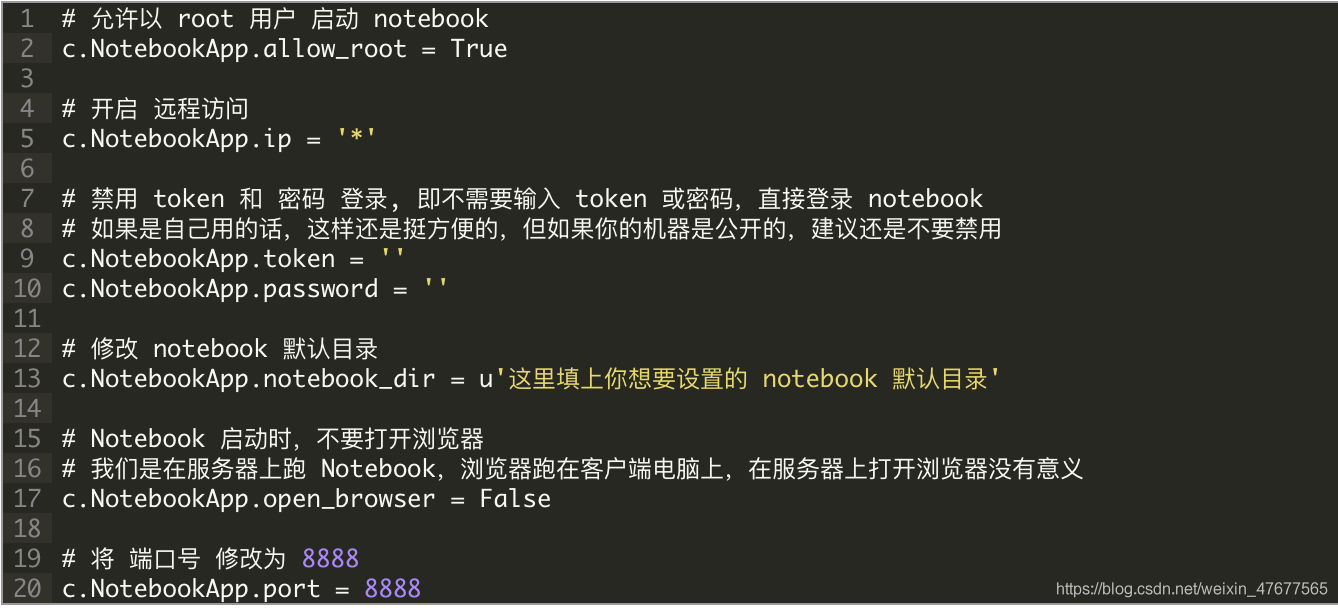 1 # 允许以 root 用户 启动 notebook
2 c.NotebookApp.allow_root = True
3
4 # 开启 远程访问
5 c.NotebookApp.ip = '*'
6
7 # 禁用 token 和 密码 登录, 即不需要输入 token 或密码, 直接登录 notebook
8 # 如果是自己用的话, 这样还是挺方便的, 但如果你的机器是公开的, 建议还是不要禁用
9 c.NotebookApp.token = ''
10 c.NotebookApp.password = ''
11
12 # 修改 notebook 默认目录
13 c.NotebookApp.notebook_dir = u'这里填上你想要设置的 notebook 默认目录'
14
15 # Notebook 启动时, 不要打开浏览器
16 # 我们是在服务器上跑 Notebook, 浏览器跑在客户端电脑上, 在服务器上打开浏览器没有意义
17 c.NotebookApp.open_browser = False
18
19 # 将 端口号 修改为 8888
20 c.NotebookApp.port = 8888
https://blog.csdn.net/weixin_47677565